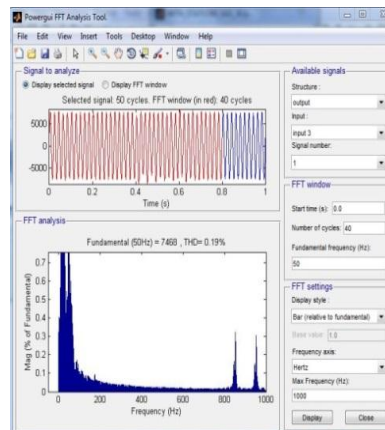 Powergui FFT Analysis Tool.
File Edit View Insert Tools Desktop Window Help
Signal to analyze
Display selected signal Display FFT window
Selected signal: 50 cycles. FFT window (in red): 40 cycles
5000
0
-5000
0 0.2 0.4 0.6 0.8 1
Time (s)
FFT analysis
Fundamental (50Hz) = 7468 , THD= 0.19%
Mag (% of Fundamental)
0.7
0.6
0.5
0.4
0.3
0.2
0.1
0
0 200 400 600 800 1000
Frequency (Hz)
Available signals
Structure :
output
Input :
input 3
Signal number:
1
FFT window
Start time (s): 0.0
Number of cycles: 40
Fundamental frequency (Hz):
50
FFT settings
Display style :
Bar (relative to fundamental)
Base value: 1.0
Frequency axis:
Hertz
Max Frequency (Hz):
1000
Display Close